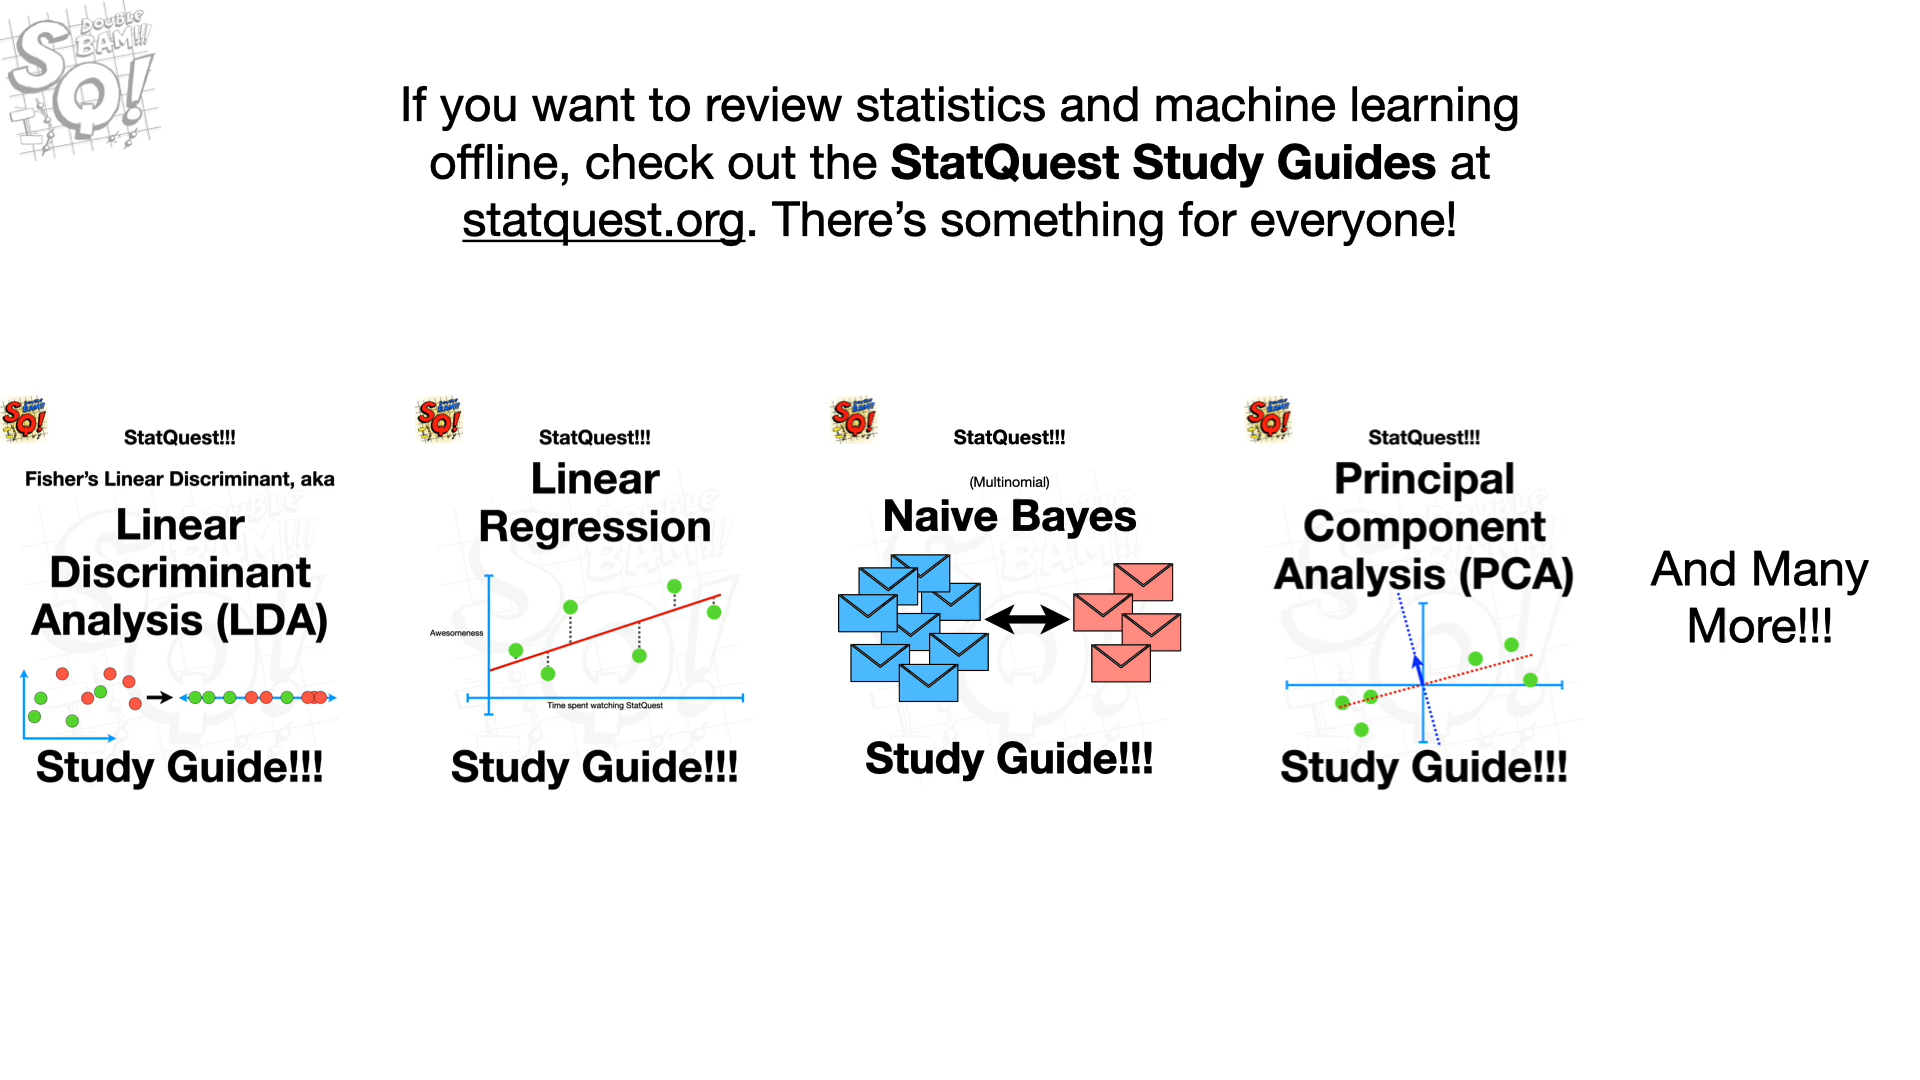 DOUBLE
BAM!!!
SQ!
If you want to review statistics and machine learning
offline, check out the StatQuest Study Guides at
statquest.org. There’s something for everyone!
StatQuest!!!
Fisher’s Linear Discriminant, aka
Linear
Discriminant
Analysis (LDA)
Study Guide!!!
StatQuest!!!
Linear
Regression
Awesomeness
Time spent watching StatQuest
Study Guide!!!
StatQuest!!!
(Multinomial)
Naive Bayes
Study Guide!!!
StatQuest!!!
Principal
Component
Analysis (PCA)
Study Guide!!!
And Many
More!!!